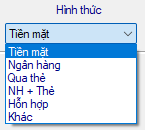 Hình thức
Tiền mặt
Tiền mặt
Ngân hàng
Qua thẻ
NH + Thẻ
Hỗn hợp
Khác